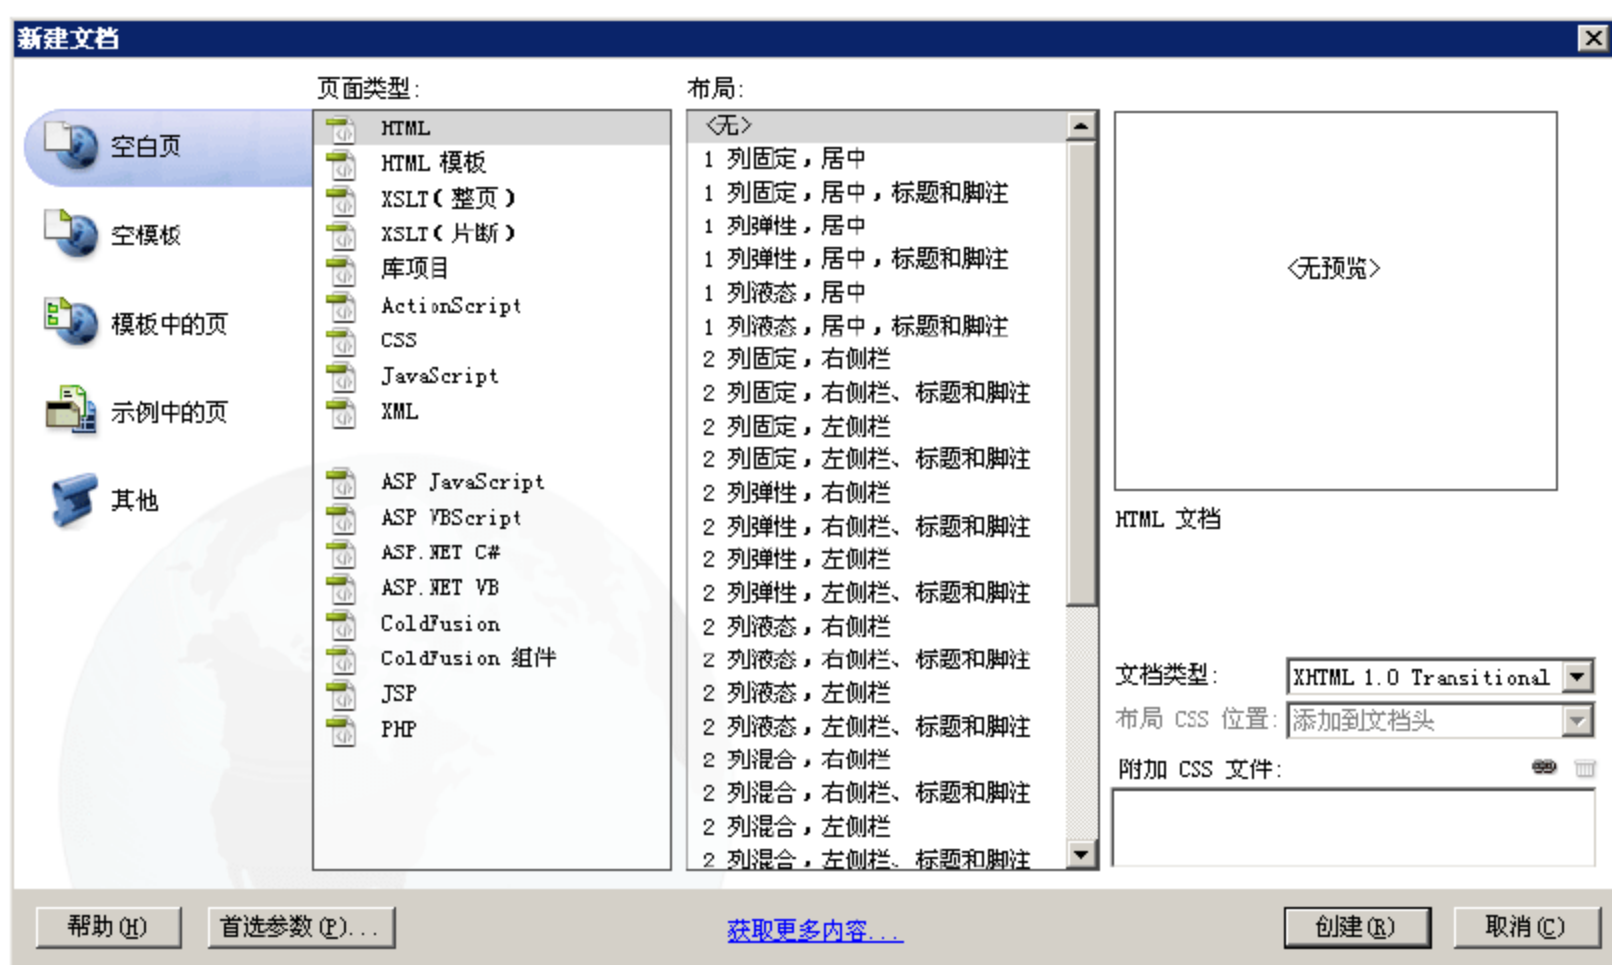 新建文档
空白页
空模板
模板中的页
示例中的页
其他
页面类型:
HTML
HTML 模板
XSLT(整页)
XSLT(片断)
库项目
ActionScript
CSS
JavaScript
XML
ASP JavaScript
ASP VBScript
ASP.NET C#
ASP.NET VB
ColdFusion
ColdFusion 组件
JSP
PHP
布局:
<无>
1 列固定，居中
1 列固定，居中，标题和脚注
1 列弹性，居中
1 列弹性，居中，标题和脚注
1 列液态，居中
1 列液态，居中，标题和脚注
2 列固定，右侧栏
2 列固定，右侧栏、标题和脚注
2 列固定，左侧栏
2 列固定，左侧栏、标题和脚注
2 列弹性，右侧栏
2 列弹性，右侧栏、标题和脚注
2 列弹性，左侧栏
2 列弹性，左侧栏、标题和脚注
2 列液态，右侧栏
2 列液态，右侧栏、标题和脚注
2 列液态，左侧栏
2 列液态，左侧栏、标题和脚注
2 列混合，右侧栏
2 列混合，右侧栏、标题和脚注
2 列混合，左侧栏
2 列混合，左侧栏、标题和脚注
<无预览>
HTML 文档
文档类型: XHTML 1.0 Transitional
布局 CSS 位置: 添加到文档头
附加 CSS 文件:
帮助(H) 首选参数(P)... 获取更多内容... 创建(R) 取消(C)